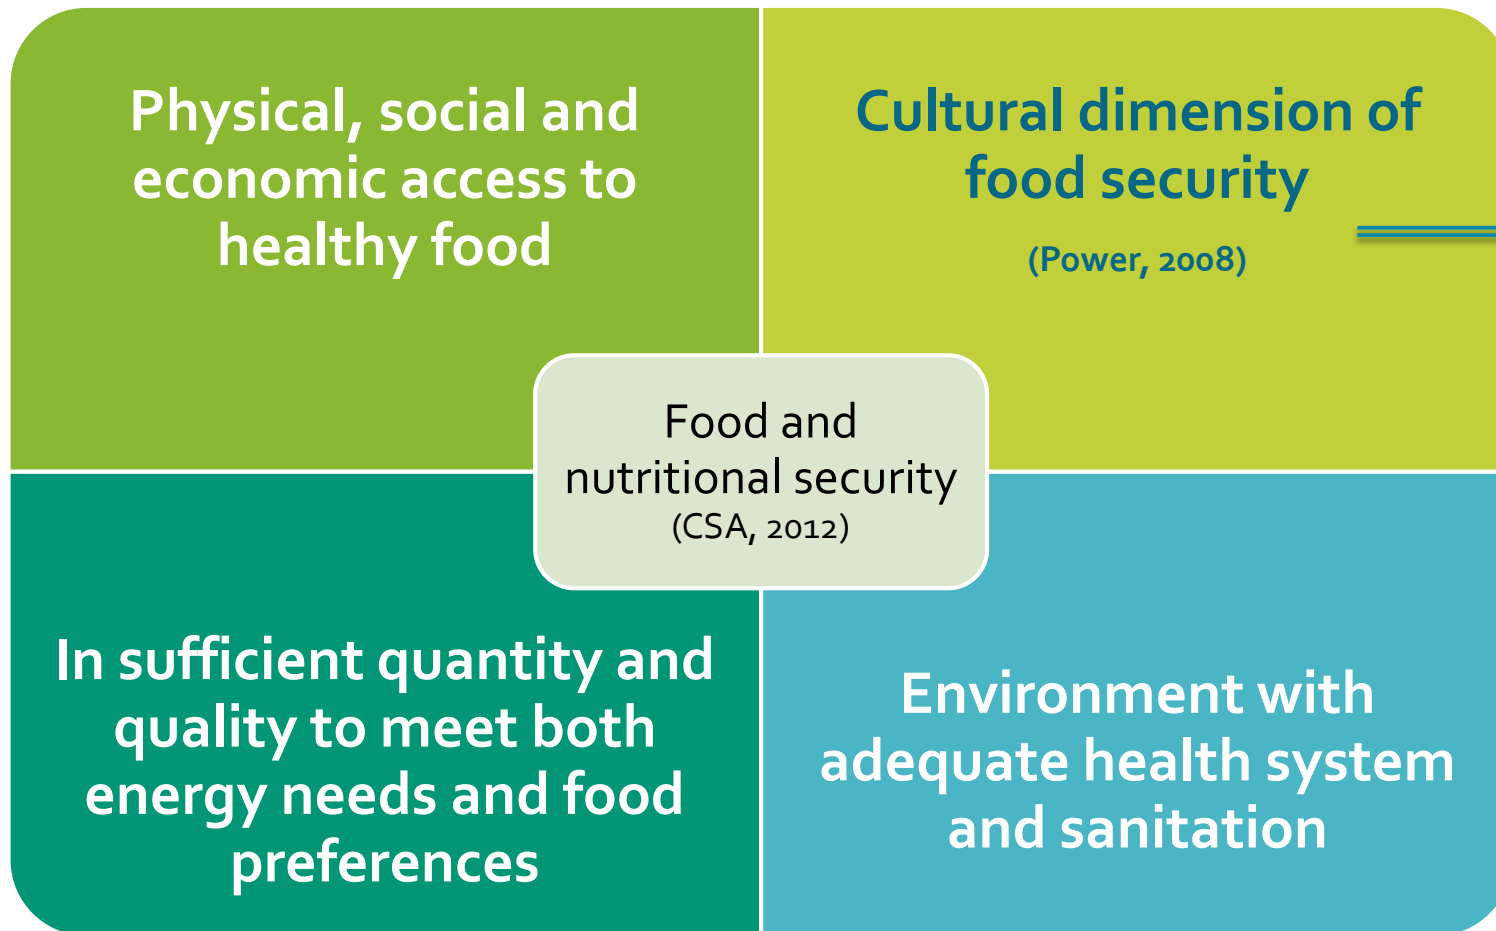 Physical, social and
economic access to
healthy food
Cultural dimension of
food security
(Power, 2008)
Food and
nutritional security
(CSA, 2012)
In sufficient quantity and
quality to meet both
energy needs and food
preferences
Environment with
adequate health system
and sanitation